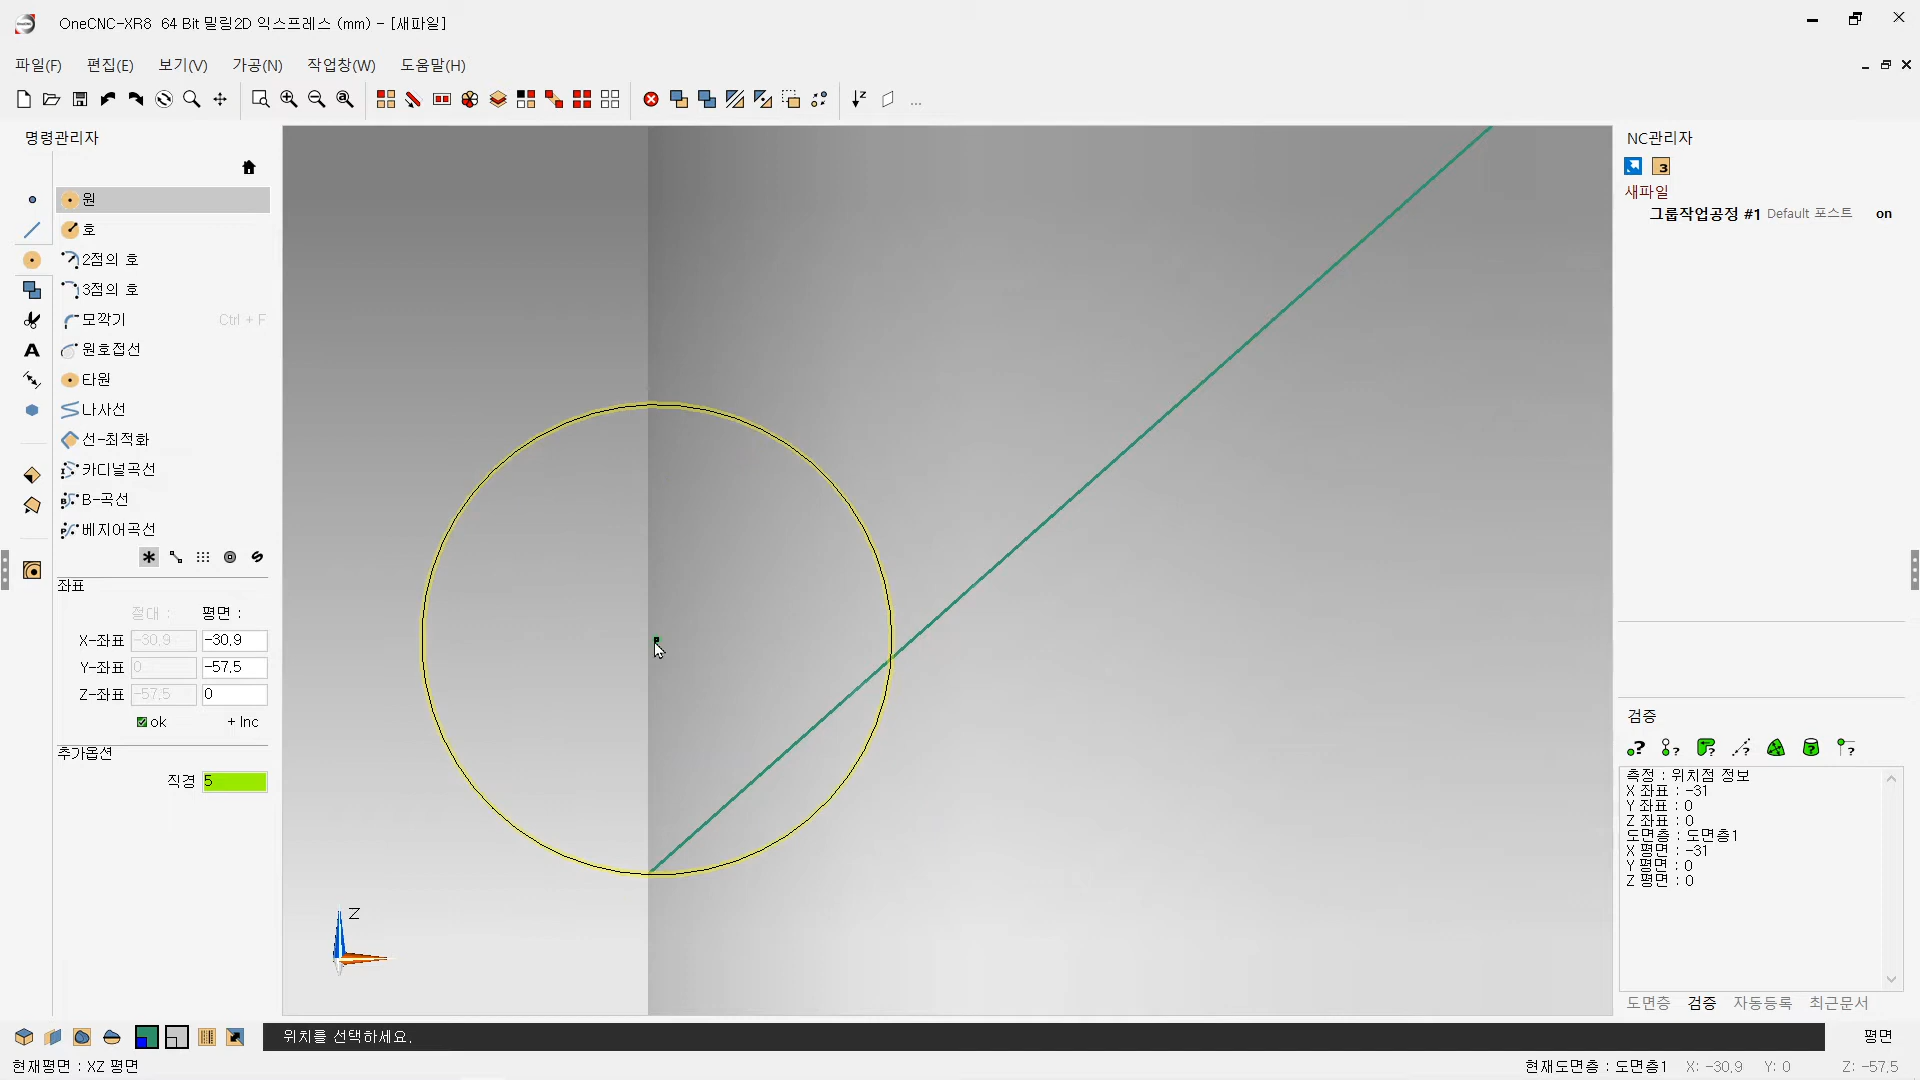 OneCNC-XR8 64 Bit 밀링2D 익스프레스 (mm) - [새파일]
파일(F) 편집(E) 보기(V) 가공(N) 작업창(W) 도움말(H)
명령관리자
원
호
2점의 호
3점의 호
모깍기 Ctrl + F
원호접선
타원
나사선
선-최적화
카디널곡선
B-곡선
베지어곡선
좌표
절대 : 평면 :
X-좌표 -30.9 -30.9
Y-좌표 0 -57.5
Z-좌표 -57.5 0
ok + Inc
추가옵션
직경 5
Z
NC관리자
새파일
그룹작업공정 #1 Default 포스트 on
검증
측정 : 위치점 정보
X 좌표 : -31
Y 좌표 : 0
Z 좌표 : 0
도면층 : 도면층1
X 평면 : -31
Y 평면 : 0
Z 평면 : 0
도면층 검증 자동등록 최근문서
위치를 선택하세요. 평면
현재평면 : XZ 평면 현재도면층 : 도면층1 X: -30.9 Y: 0 Z: -57.5